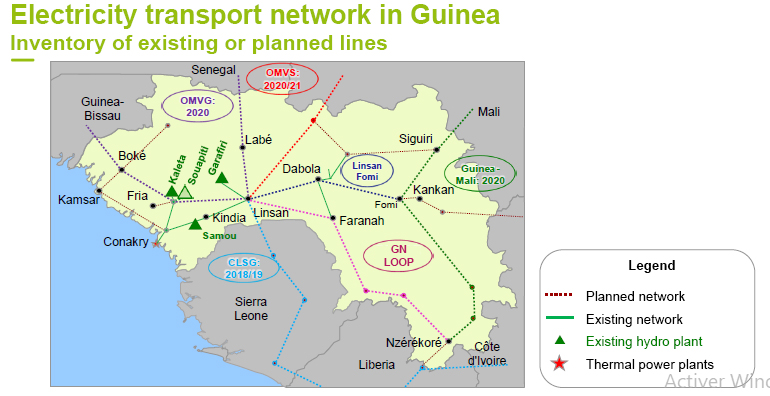 Electricity transport network in Guinea
Inventory of existing or planned lines
Senegal
OMVS:
2020/21
Guinea-
Bissau
OMVG:
2020
Mali
Labé
Siguiri
Boké
Kaleta
Souapiti
Garafiri
Dabola
Linsan
Fomi
Guinea -
Mali: 2020
Kamsar
Fria
Kankan
Fomi
Kindia
Linsan
Faranah
Samou
Conakry
GN
LOOP
CLSG:
2018/19
Sierra
Leone
Nzérékoré
Côte
d'Ivoire
Liberia
Legend
Planned network
Existing network
Existing hydro plant
Thermal power plants
Activer Wind